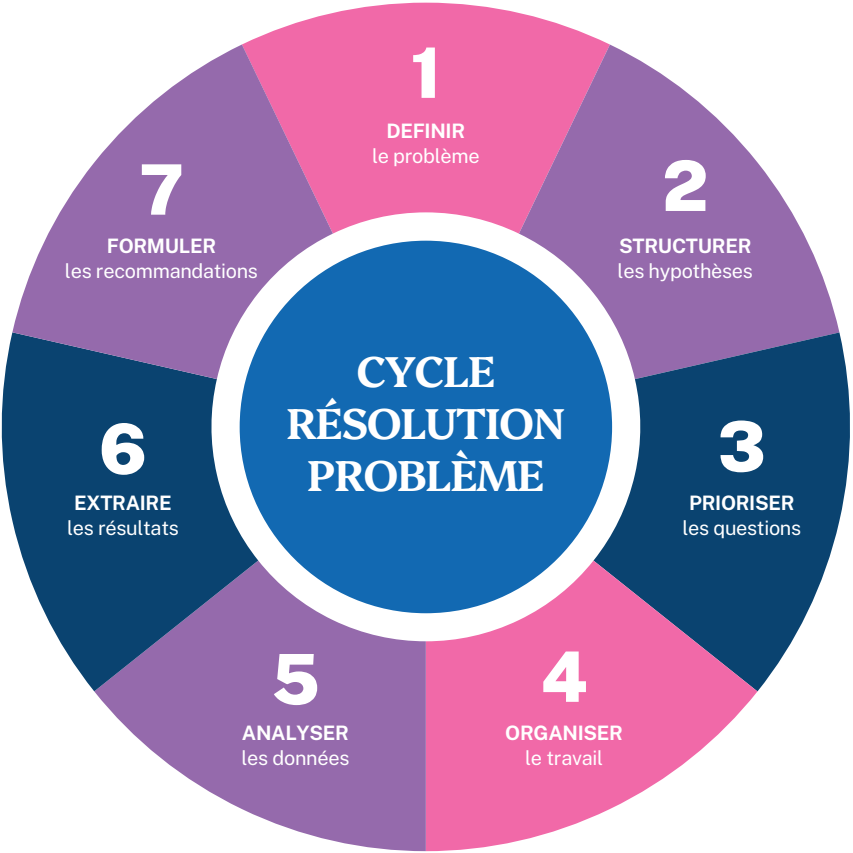 CYCLE
RÉSOLUTION
PROBLÈME
1
DEFINIR
le problème
2
STRUCTURER
les hypothèses
3
PRIORISER
les questions
4
ORGANISER
le travail
5
ANALYSER
les données
6
EXTRAIRE
les résultats
7
FORMULER
les recommandations